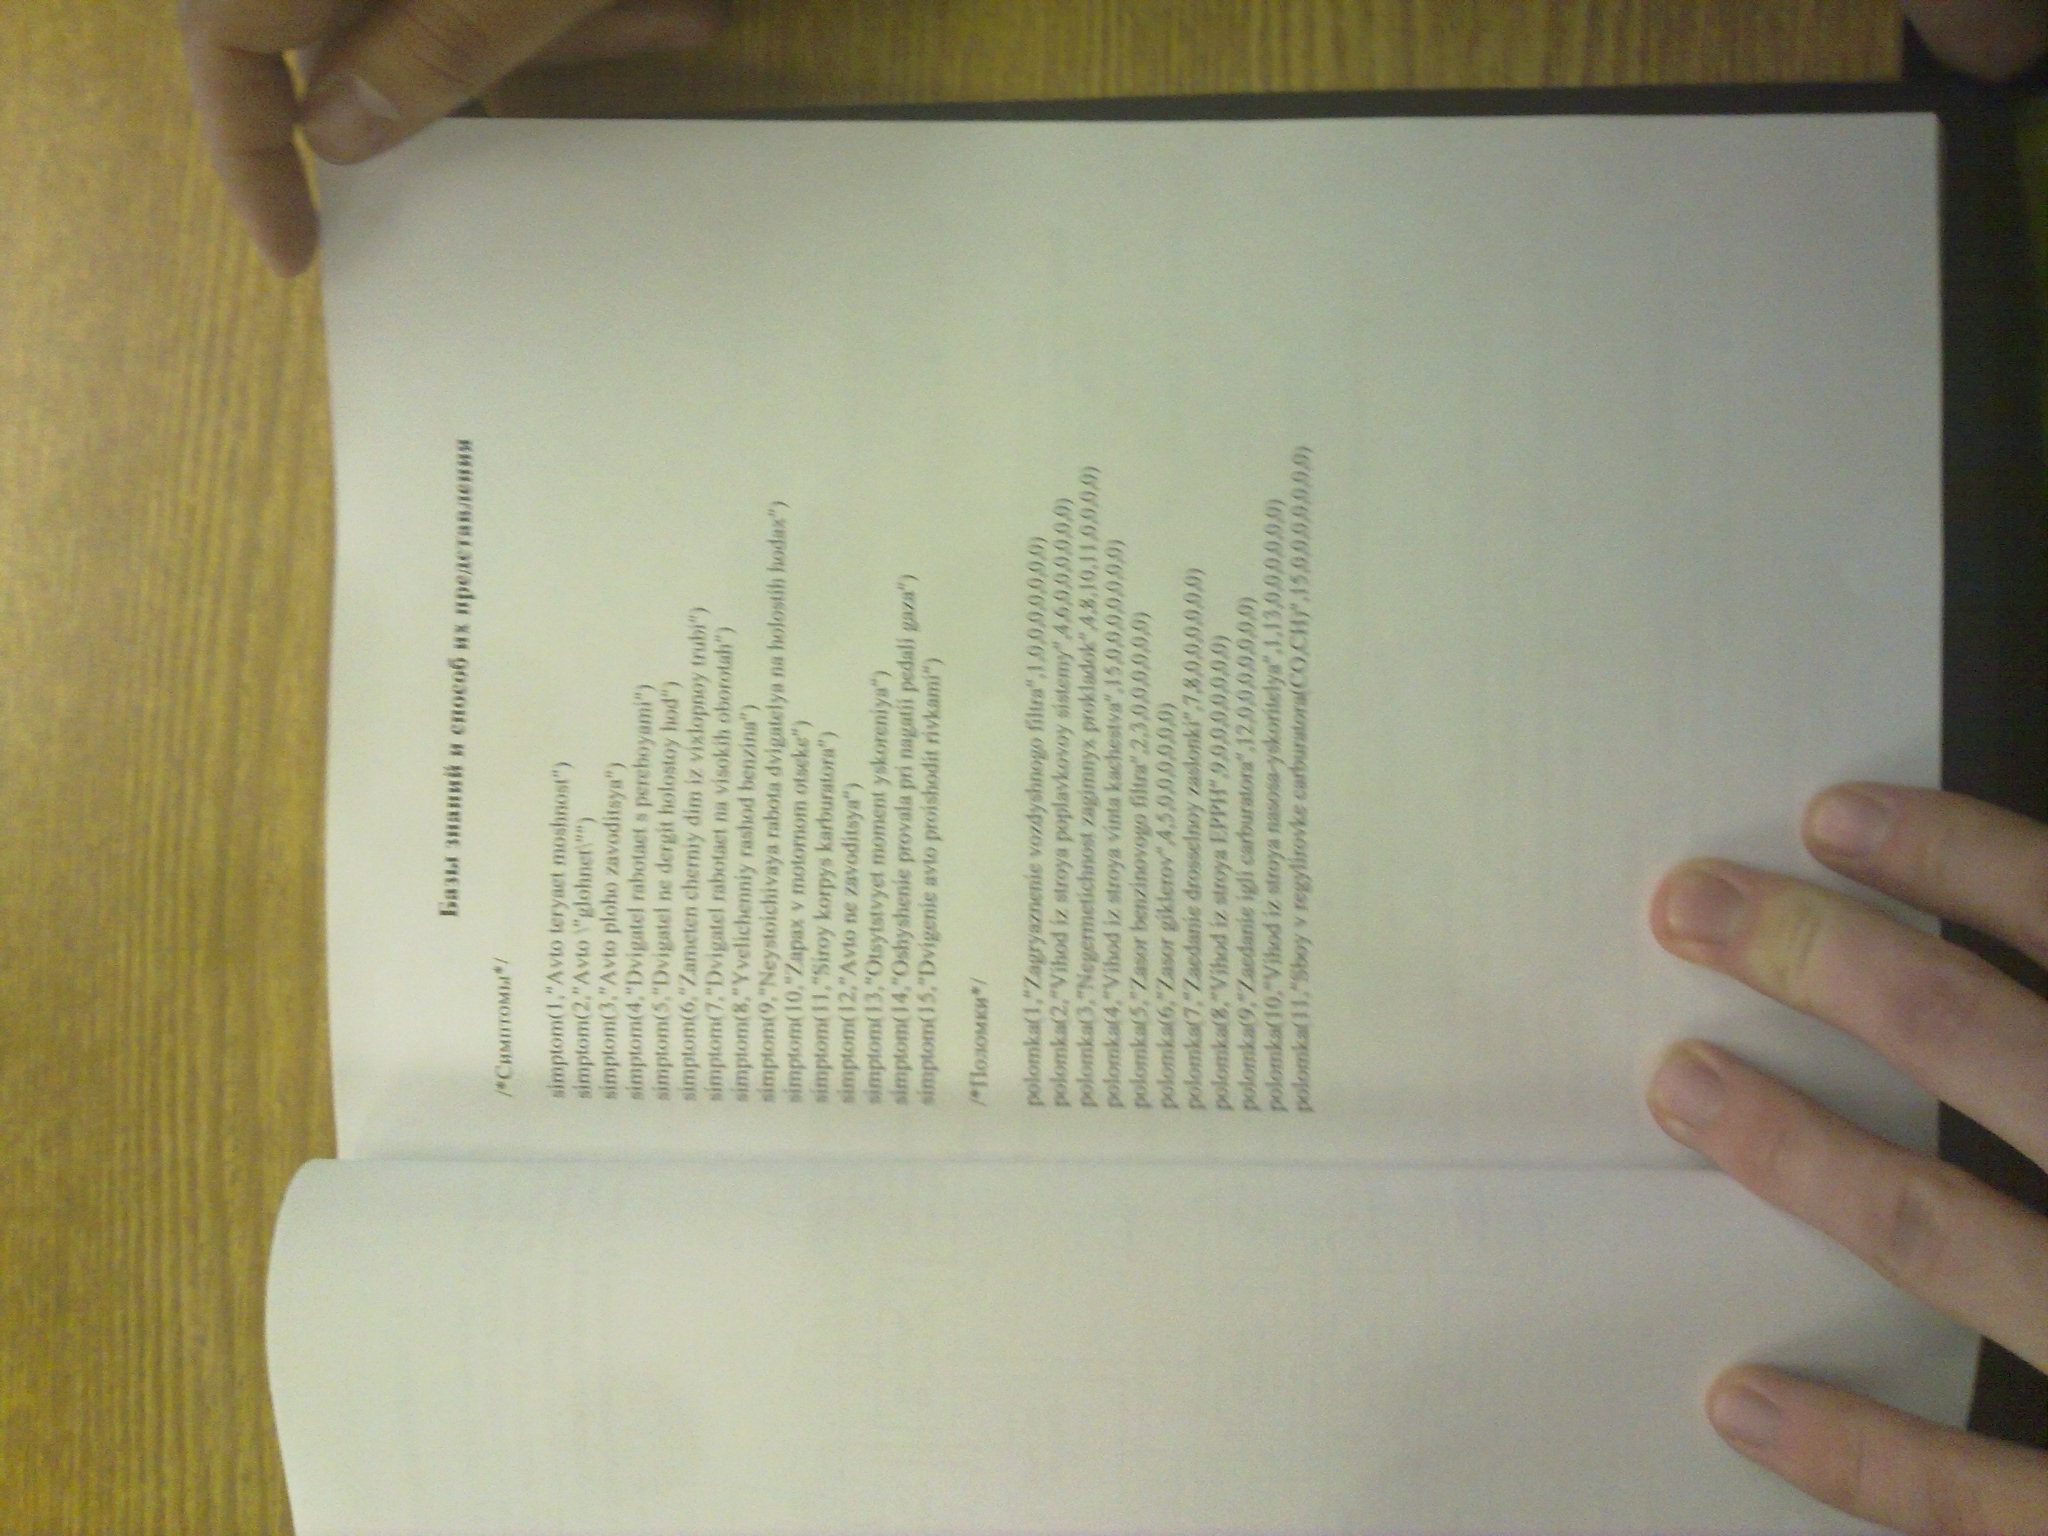 Базы знаний и способ их представления
/*Симптомы*/
simptom(1,"Avto teryaet moshnost")
simptom(2,"Avto \"glohnet\"")
simptom(3,"Avto ploho zavoditsya")
simptom(4,"Dvigatel rabotaet s pereboyami")
simptom(5,"Dvigatel ne dergit holostoy hod")
simptom(6,"Zameten cherniy dim iz vixlopnoy trubi")
simptom(7,"Dvigatel rabotaet na visokih oborotah")
simptom(8,"Yvelichenniy rashod benzina")
simptom(9,"Neystoichivaya rabota dvigatelya na holostih hodax")
simptom(10,"Zapax v motornom otseke")
simptom(11,"Siroy korpys karburatora")
simptom(12,"Avto ne zavoditsya")
simptom(13,"Otsytstvyet moment yskoreniya")
simptom(14,"Oshyshenie provala pri nagatii pedali gaza")
simptom(15,"Dvigenie avto proishodit rivkami")
/*Поломки*/
polomka(1,"Zagryaznenie vozdyshnogo filtra",1,0,0,0,0,0,0,0)
polomka(2,"Vihod iz stroya poplavkovoy sistemy",4,6,0,0,0,0,0,0)
polomka(3,"Negermetichnost zagimnyx prokladok",4,8,10,11,0,0,0,0)
polomka(4,"Vihod iz stroya vinta kachestva",15,0,0,0,0,0,0,0)
polomka(5,"Zasor benzinovogo filtra",2,3,0,0,0,0,0,0)
polomka(6,"Zasor giklerov",4,5,0,0,0,0,0,0)
polomka(7,"Zaedanie drosselnoy zaslonki",7,8,0,0,0,0,0,0)
polomka(8,"Vihod iz stroya EPPH",9,0,0,0,0,0,0,0)
polomka(9,"Zaedanie igli carburatora",12,0,0,0,0,0,0,0)
polomka(10,"Vihod iz stroya nasosa-yskoritelya",1,13,0,0,0,0,0,0)
polomka(11,"Sboy v regylirovke carburatora(CO,CH)",15,0,0,0,0,0,0,0)